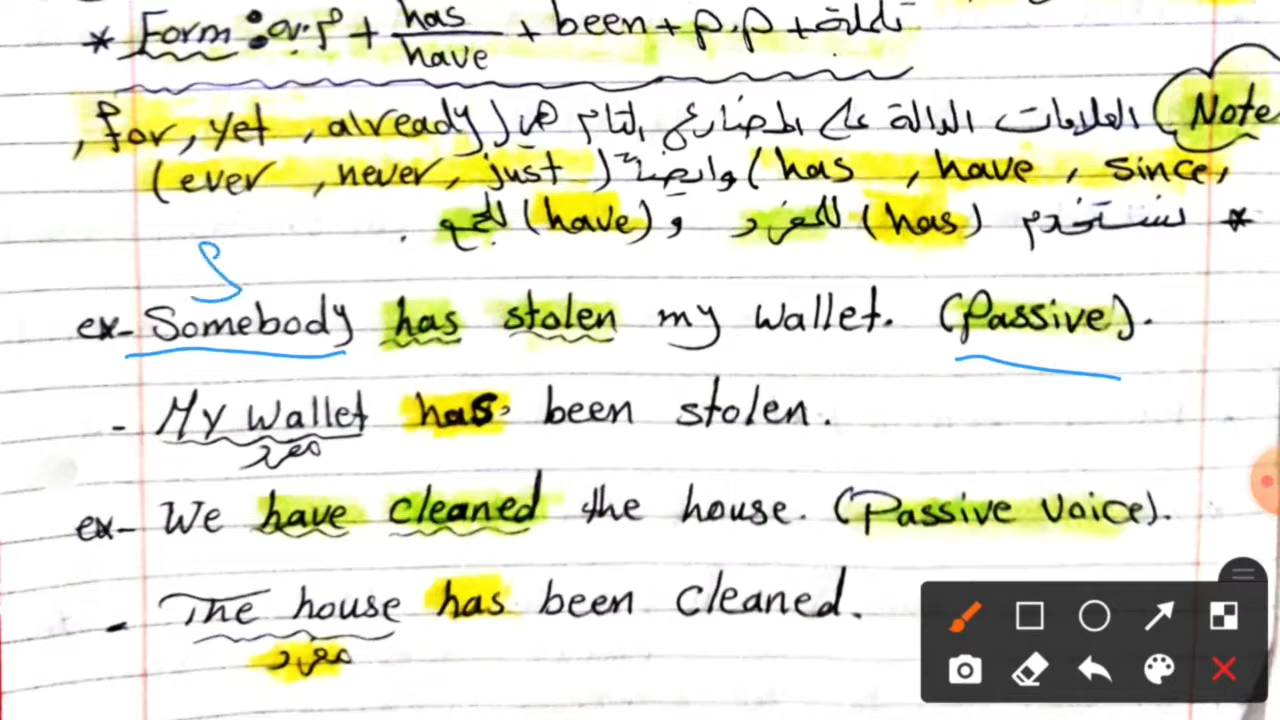 * Form: م.به + has/have + been + p.p + تكملة
Note) العلامات الدالة على المضارع التام هي (for, yet, already,
ever, never, just) وايضاً (has, have, since,
* نستخدم (has) للمفرد و (have) للجمع.
S
ex- Somebody has stolen my wallet. (Passive).
- My wallet has been stolen.
مفرد
ex- We have cleaned the house. (Passive Voice).
- The house has been cleaned.
مفرد